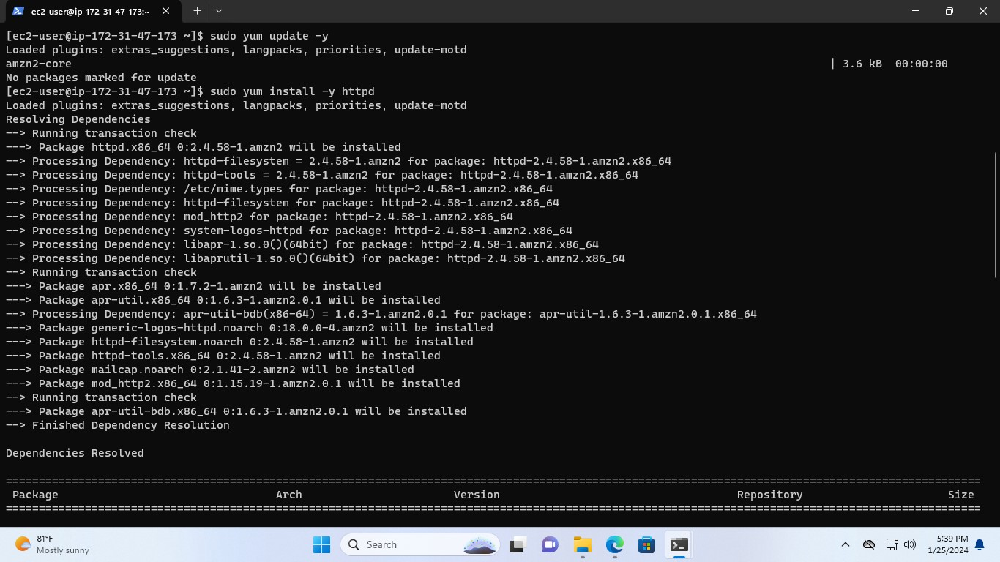 ec2-user@ip-172-31-47-173:~
[ec2-user@ip-172-31-47-173 ~]$ sudo yum update -y
Loaded plugins: extras_suggestions, langpacks, priorities, update-motd
amzn2-core | 3.6 kB 00:00:00
No packages marked for update
[ec2-user@ip-172-31-47-173 ~]$ sudo yum install -y httpd
Loaded plugins: extras_suggestions, langpacks, priorities, update-motd
Resolving Dependencies
--> Running transaction check
---> Package httpd.x86_64 0:2.4.58-1.amzn2 will be installed
--> Processing Dependency: httpd-filesystem = 2.4.58-1.amzn2 for package: httpd-2.4.58-1.amzn2.x86_64
--> Processing Dependency: httpd-tools = 2.4.58-1.amzn2 for package: httpd-2.4.58-1.amzn2.x86_64
--> Processing Dependency: /etc/mime.types for package: httpd-2.4.58-1.amzn2.x86_64
--> Processing Dependency: httpd-filesystem for package: httpd-2.4.58-1.amzn2.x86_64
--> Processing Dependency: mod_http2 for package: httpd-2.4.58-1.amzn2.x86_64
--> Processing Dependency: system-logos-httpd for package: httpd-2.4.58-1.amzn2.x86_64
--> Processing Dependency: libapr-1.so.0()(64bit) for package: httpd-2.4.58-1.amzn2.x86_64
--> Processing Dependency: libaprutil-1.so.0()(64bit) for package: httpd-2.4.58-1.amzn2.x86_64
--> Running transaction check
---> Package apr.x86_64 0:1.7.2-1.amzn2 will be installed
---> Package apr-util.x86_64 0:1.6.3-1.amzn2.0.1 will be installed
--> Processing Dependency: apr-util-bdb(x86-64) = 1.6.3-1.amzn2.0.1 for package: apr-util-1.6.3-1.amzn2.0.1.x86_64
---> Package generic-logos-httpd.noarch 0:18.0.0-4.amzn2 will be installed
---> Package httpd-filesystem.noarch 0:2.4.58-1.amzn2 will be installed
---> Package httpd-tools.x86_64 0:2.4.58-1.amzn2 will be installed
---> Package mailcap.noarch 0:2.1.41-2.amzn2 will be installed
---> Package mod_http2.x86_64 0:1.15.19-1.amzn2.0.1 will be installed
--> Running transaction check
---> Package apr-util-bdb.x86_64 0:1.6.3-1.amzn2.0.1 will be installed
--> Finished Dependency Resolution
Dependencies Resolved
====================================================================================================================================================
Package Arch Version Repository Size
====================================================================================================================================================
81°F
Mostly sunny
Search
5:39 PM
1/25/2024